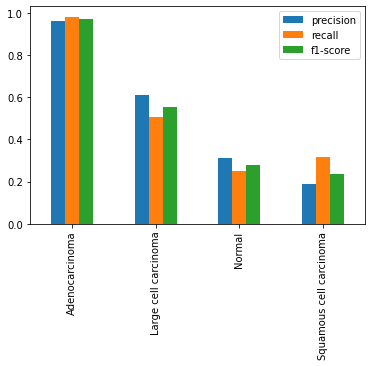 1.0
0.8
0.6
0.4
0.2
0.0
precision
recall
f1-score
Adenocarcinoma
Large cell carcinoma
Normal
Squamous cell carcinoma